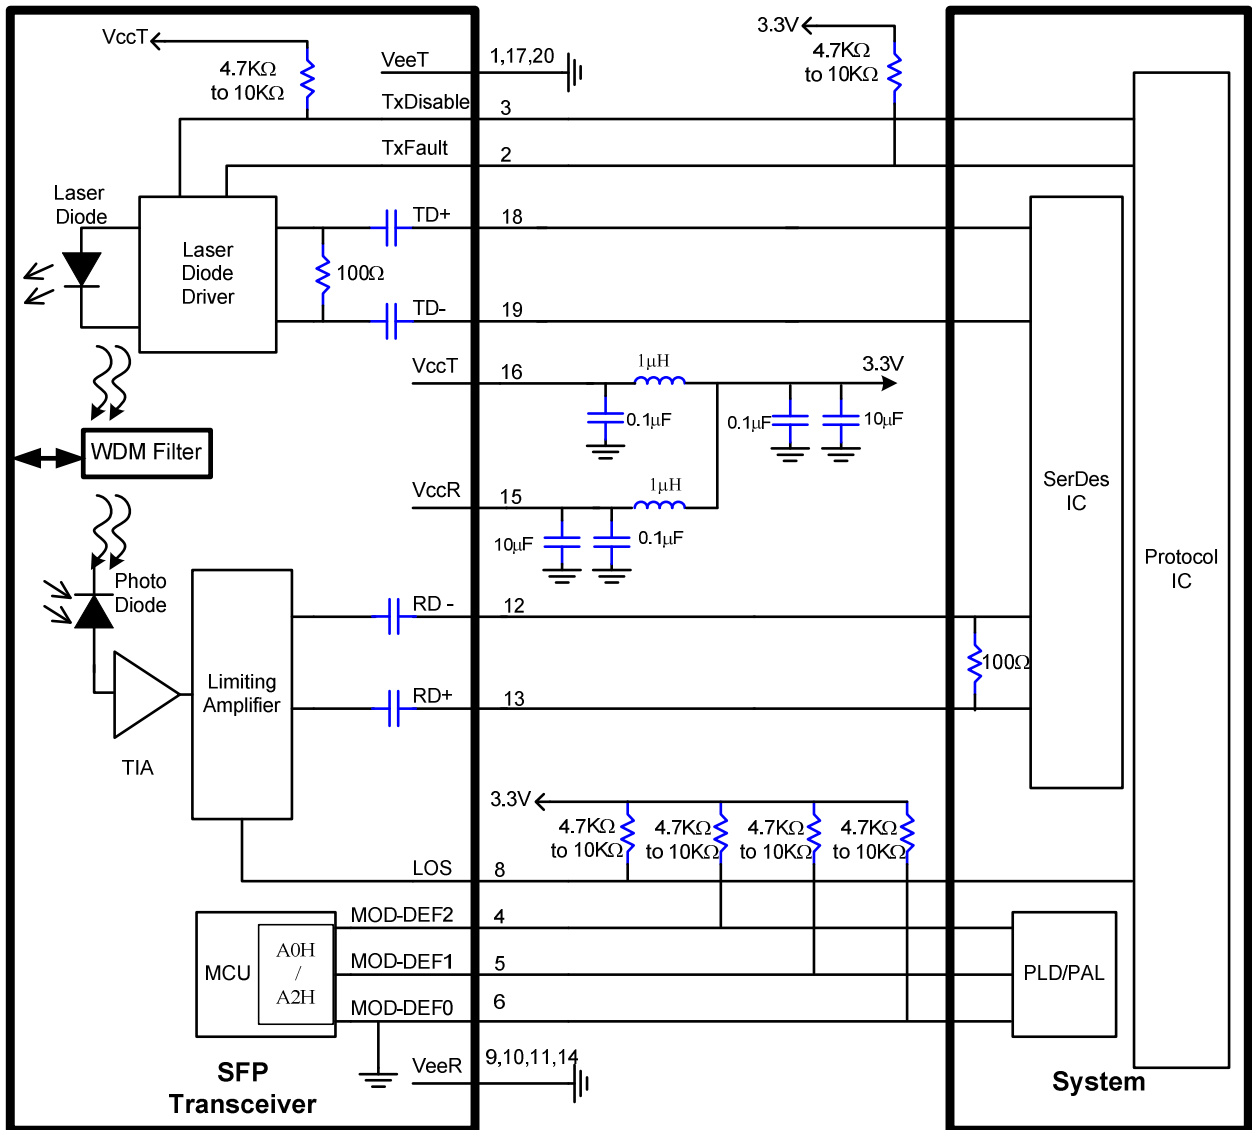 VccT
4.7KΩ
to 10KΩ
VeeT
1,17,20
3.3V
4.7KΩ
to 10KΩ
TxDisable
3
TxFault
2
Laser
Diode
Laser
Diode
Driver
TD+
18
100Ω
TD-
19
VccT
16
1μH
3.3V
0.1μF
0.1μF
10μF
WDM Filter
VccR
15
1μH
10μF
0.1μF
SerDes
IC
Protocol
IC
Photo
Diode
RD -
12
100Ω
Limiting
Amplifier
RD+
13
TIA
3.3V
4.7KΩ
to 10KΩ
4.7KΩ
to 10KΩ
4.7KΩ
to 10KΩ
4.7KΩ
to 10KΩ
LOS
8
MOD-DEF2
4
MCU
A0H
/
A2H
MOD-DEF1
5
PLD/PAL
MOD-DEF0
6
VeeR
9,10,11,14
SFP
Transceiver
System